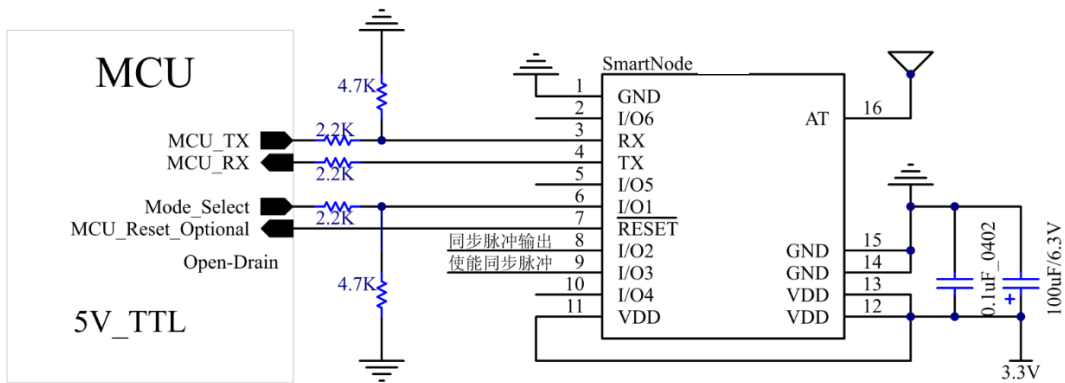 MCU
MCU_TX
MCU_RX
Mode_Select
MCU_Reset_Optional
Open-Drain
5V_TTL
4.7K
2.2K
2.2K
2.2K
4.7K
同步脉冲输出
使能同步脉冲
SmartNode
1
GND
2
I/O6
3
RX
4
TX
5
I/O5
6
I/O1
7
RESET
8
I/O2
9
I/O3
10
I/O4
11
VDD
AT
16
GND
15
GND
14
VDD
13
VDD
12
0.1uF_0402
+
100uF/6.3V
3.3V